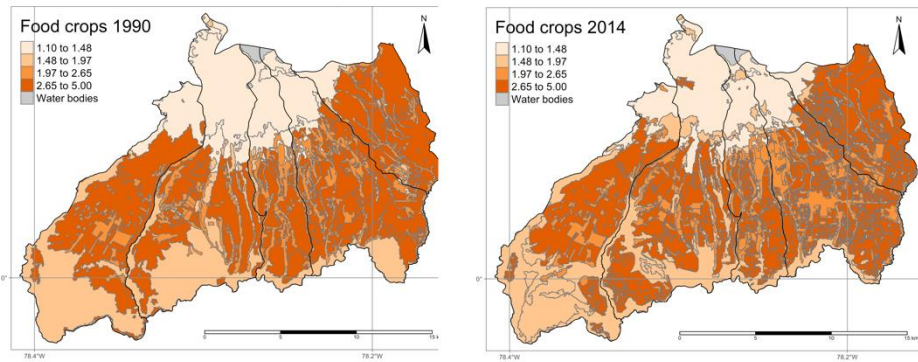 Food crops 1990
1.10 to 1.48
1.48 to 1.97
1.97 to 2.65
2.65 to 5.00
Water bodies
N
0°
0 5 10 15 km
78.4°W
78.2°W
Food crops 2014
1.10 to 1.48
1.48 to 1.97
1.97 to 2.65
2.65 to 5.00
Water bodies
N
0°
0 5 10 15 km
78.4°W
78.2°W